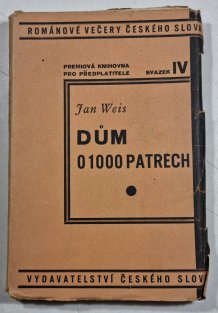 ROMÁNOVÉ VEČERY ČESKÉHO SLOV
PREMIOVÁ KNIHOVNA
PRO PŘEDPLATITELE SVAZEK IV
Jan Weis
DŮM
O 1000 PATRECH
VYDAVATELSTVÍ ČESKÉHO SLOV